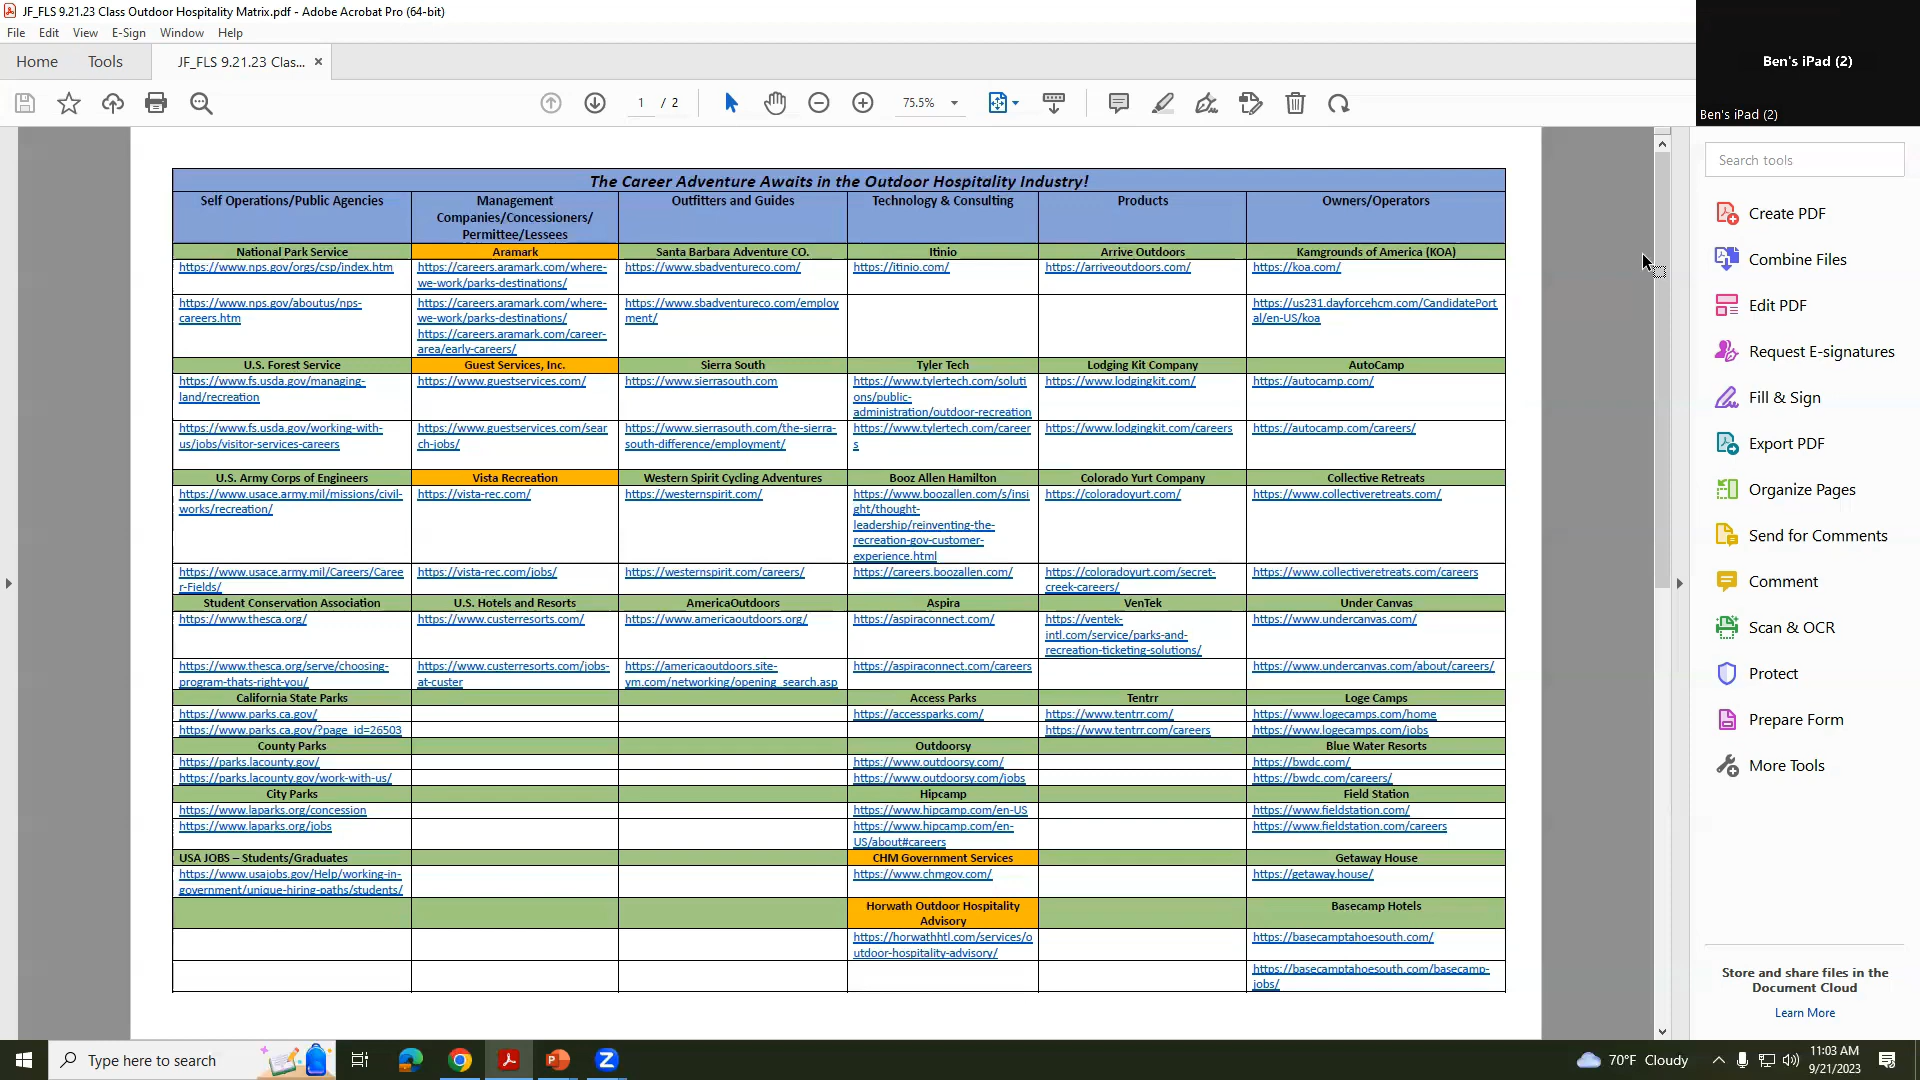 JF_FLS 9.21.23 Class Outdoor Hospitality Matrix.pdf - Adobe Acrobat Pro (64-bit)
File Edit View E-Sign Window Help
Home Tools JF_FLS 9.21.23 Clas... ×
1 / 2 75.5%
Ben's iPad (2)
Ben's iPad (2)
The Career Adventure Awaits in the Outdoor Hospitality Industry!
Self Operations/Public Agencies
Management
Companies/Concessioners/
Permittee/Lessees
Outfitters and Guides
Technology & Consulting
Products
Owners/Operators
National Park Service
Aramark
Santa Barbara Adventure CO.
Itinio
Arrive Outdoors
Kamgrounds of America (KOA)
https://www.nps.gov/orgs/csp/index.htm
https://careers.aramark.com/where-
we-work/parks-destinations/
https://www.sbadventureco.com/
https://itinio.com/
https://arriveoutdoors.com/
https://koa.com/
https://www.nps.gov/aboutus/nps-
careers.htm
https://careers.aramark.com/where-
we-work/parks-destinations/
https://careers.aramark.com/career-
area/early-careers/
https://www.sbadventureco.com/employ
ment/
https://us231.dayforcehcm.com/CandidatePort
al/en-US/koa
U.S. Forest Service
Guest Services, Inc.
Sierra South
Tyler Tech
Lodging Kit Company
AutoCamp
https://www.fs.usda.gov/managing-
land/recreation
https://www.guestservices.com/
https://www.sierrasouth.com
https://www.tylertech.com/soluti
ons/public-
administration/outdoor-recreation
https://www.lodgingkit.com/
https://autocamp.com/
https://www.fs.usda.gov/working-with-
us/jobs/visitor-services-careers
https://www.guestservices.com/sear
ch-jobs/
https://www.sierrasouth.com/the-sierra-
south-difference/employment/
https://www.tylertech.com/career
s
https://www.lodgingkit.com/careers
https://autocamp.com/careers/
U.S. Army Corps of Engineers
Vista Recreation
Western Spirit Cycling Adventures
Booz Allen Hamilton
Colorado Yurt Company
Collective Retreats
https://www.usace.army.mil/missions/civil-
works/recreation/
https://vista-rec.com/
https://westernspirit.com/
https://www.boozallen.com/s/insi
ght/thought-
leadership/reinventing-the-
recreation-gov-customer-
experience.html
https://coloradoyurt.com/
https://www.collectiveretreats.com/
https://www.usace.army.mil/Careers/Caree
r-Fields/
https://vista-rec.com/jobs/
https://westernspirit.com/careers/
https://careers.boozallen.com/
https://coloradoyurt.com/secret-
creek-careers/
https://www.collectiveretreats.com/careers
Student Conservation Association
U.S. Hotels and Resorts
AmericaOutdoors
Aspira
VenTek
Under Canvas
https://www.thesca.org/
https://www.custerresorts.com/
https://www.americaoutdoors.org/
https://aspiraconnect.com/
https://ventek-
intl.com/service/parks-and-
recreation-ticketing-solutions/
https://www.undercanvas.com/
https://www.thesca.org/serve/choosing-
program-thats-right-you/
https://www.custerresorts.com/jobs-
at-custer
https://americaoutdoors.site-
ym.com/networking/opening_search.asp
https://aspiraconnect.com/careers
https://www.undercanvas.com/about/careers/
California State Parks
Access Parks
Tentrr
Loge Camps
https://www.parks.ca.gov/
https://accessparks.com/
https://www.tentrr.com/
https://www.logecamps.com/home
https://www.parks.ca.gov/?page_id=26503
https://www.tentrr.com/careers
https://www.logecamps.com/jobs
County Parks
Outdoorsy
Blue Water Resorts
https://parks.lacounty.gov/
https://www.outdoorsy.com/
https://bwdc.com/
https://parks.lacounty.gov/work-with-us/
https://www.outdoorsy.com/jobs
https://bwdc.com/careers/
City Parks
Hipcamp
Field Station
https://www.laparks.org/concession
https://www.hipcamp.com/en-US
https://www.fieldstation.com/
https://www.laparks.org/jobs
https://www.hipcamp.com/en-
US/about#careers
https://www.fieldstation.com/careers
USA JOBS – Students/Graduates
CHM Government Services
Getaway House
https://www.usajobs.gov/Help/working-in-
government/unique-hiring-paths/students/
https://www.chmgov.com/
https://getaway.house/
Horwath Outdoor Hospitality
Advisory
Basecamp Hotels
https://horwathhtl.com/services/o
utdoor-hospitality-advisory/
https://basecamptahoesouth.com/
https://basecamptahoesouth.com/basecamp-
jobs/
Search tools
Create PDF
Combine Files
Edit PDF
Request E-signatures
Fill & Sign
Export PDF
Organize Pages
Send for Comments
Comment
Scan & OCR
Protect
Prepare Form
More Tools
Store and share files in the
Document Cloud
Learn More
Type here to search
70°F Cloudy
11:03 AM
9/21/2023